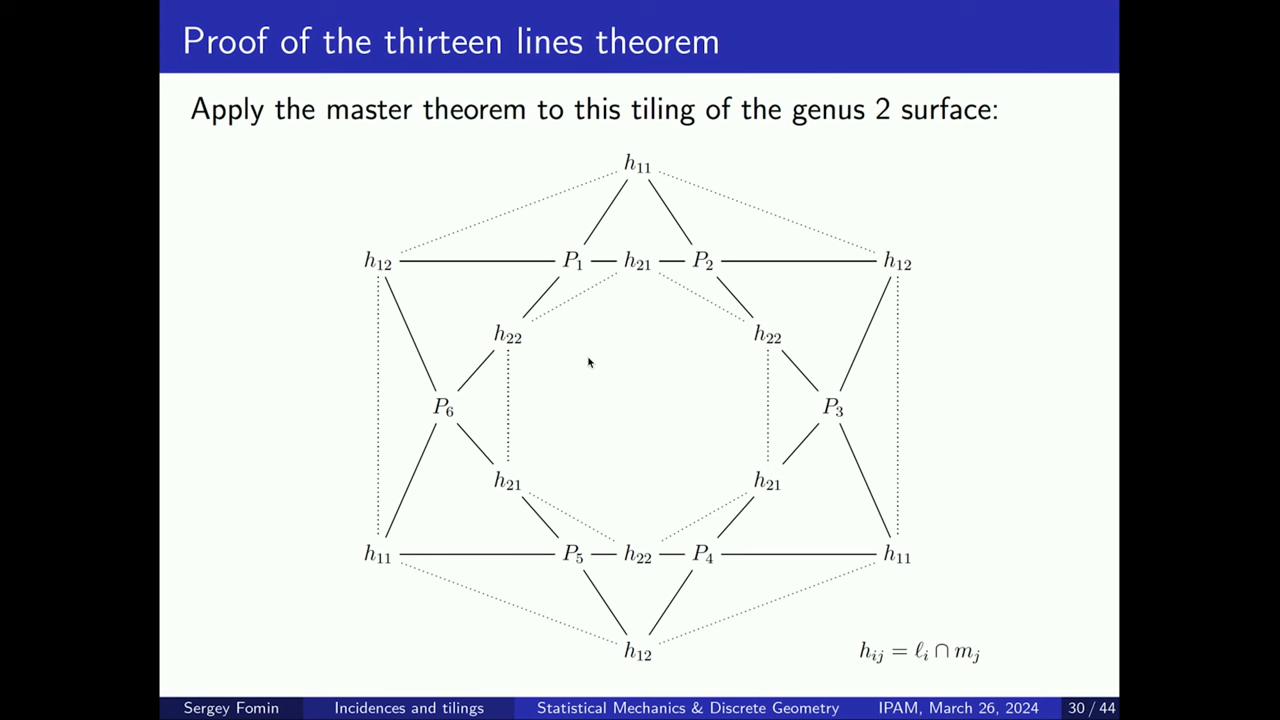 Proof of the thirteen lines theorem
Apply the master theorem to this tiling of the genus 2 surface:
h₁₁
h₁₂ P₁ h₂₁ P₂ h₁₂
h₂₂ h₂₂
P₆ P₃
h₂₁ h₂₁
h₁₁ P₅ h₂₂ P₄ h₁₁
h₁₂ hᵢⱼ = ℓᵢ ∩ mⱼ
Sergey Fomin Incidences and tilings Statistical Mechanics & Discrete Geometry IPAM, March 26, 2024 30 / 44